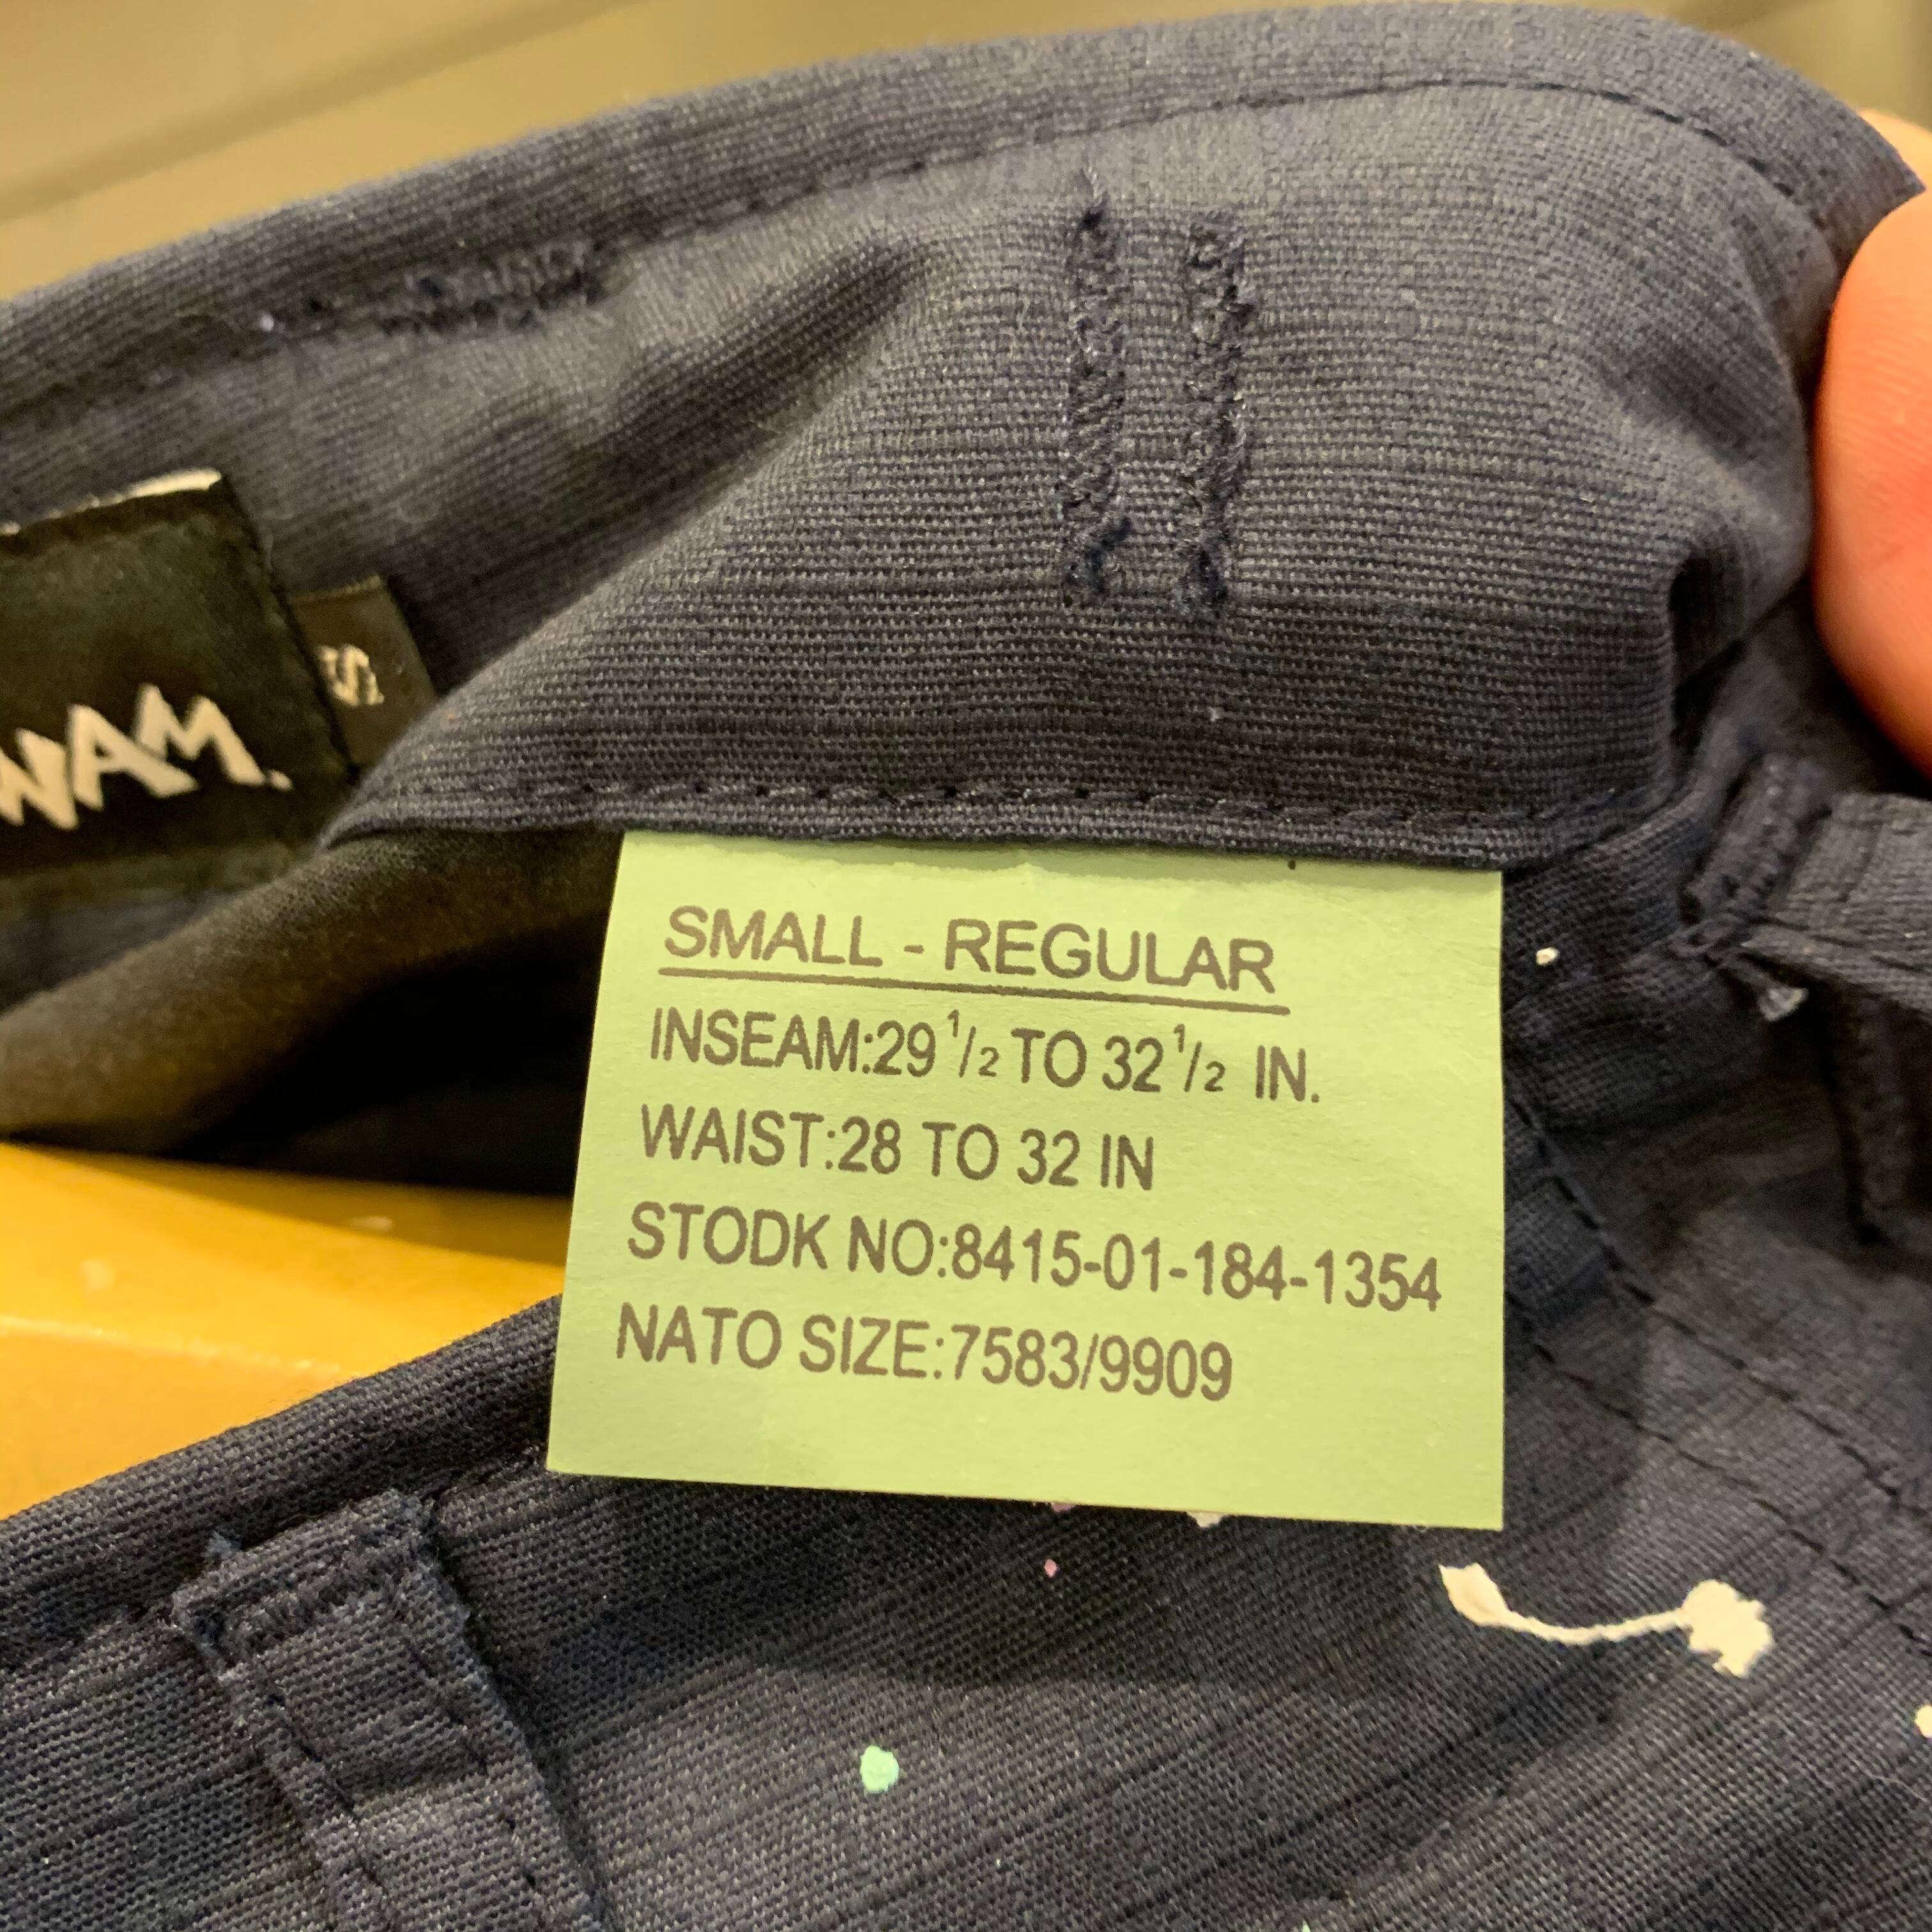 WAM.
S
SMALL - REGULAR
INSEAM:29 1/2 TO 32 1/2 IN.
WAIST:28 TO 32 IN
STODK NO:8415-01-184-1354
NATO SIZE:7583/9909